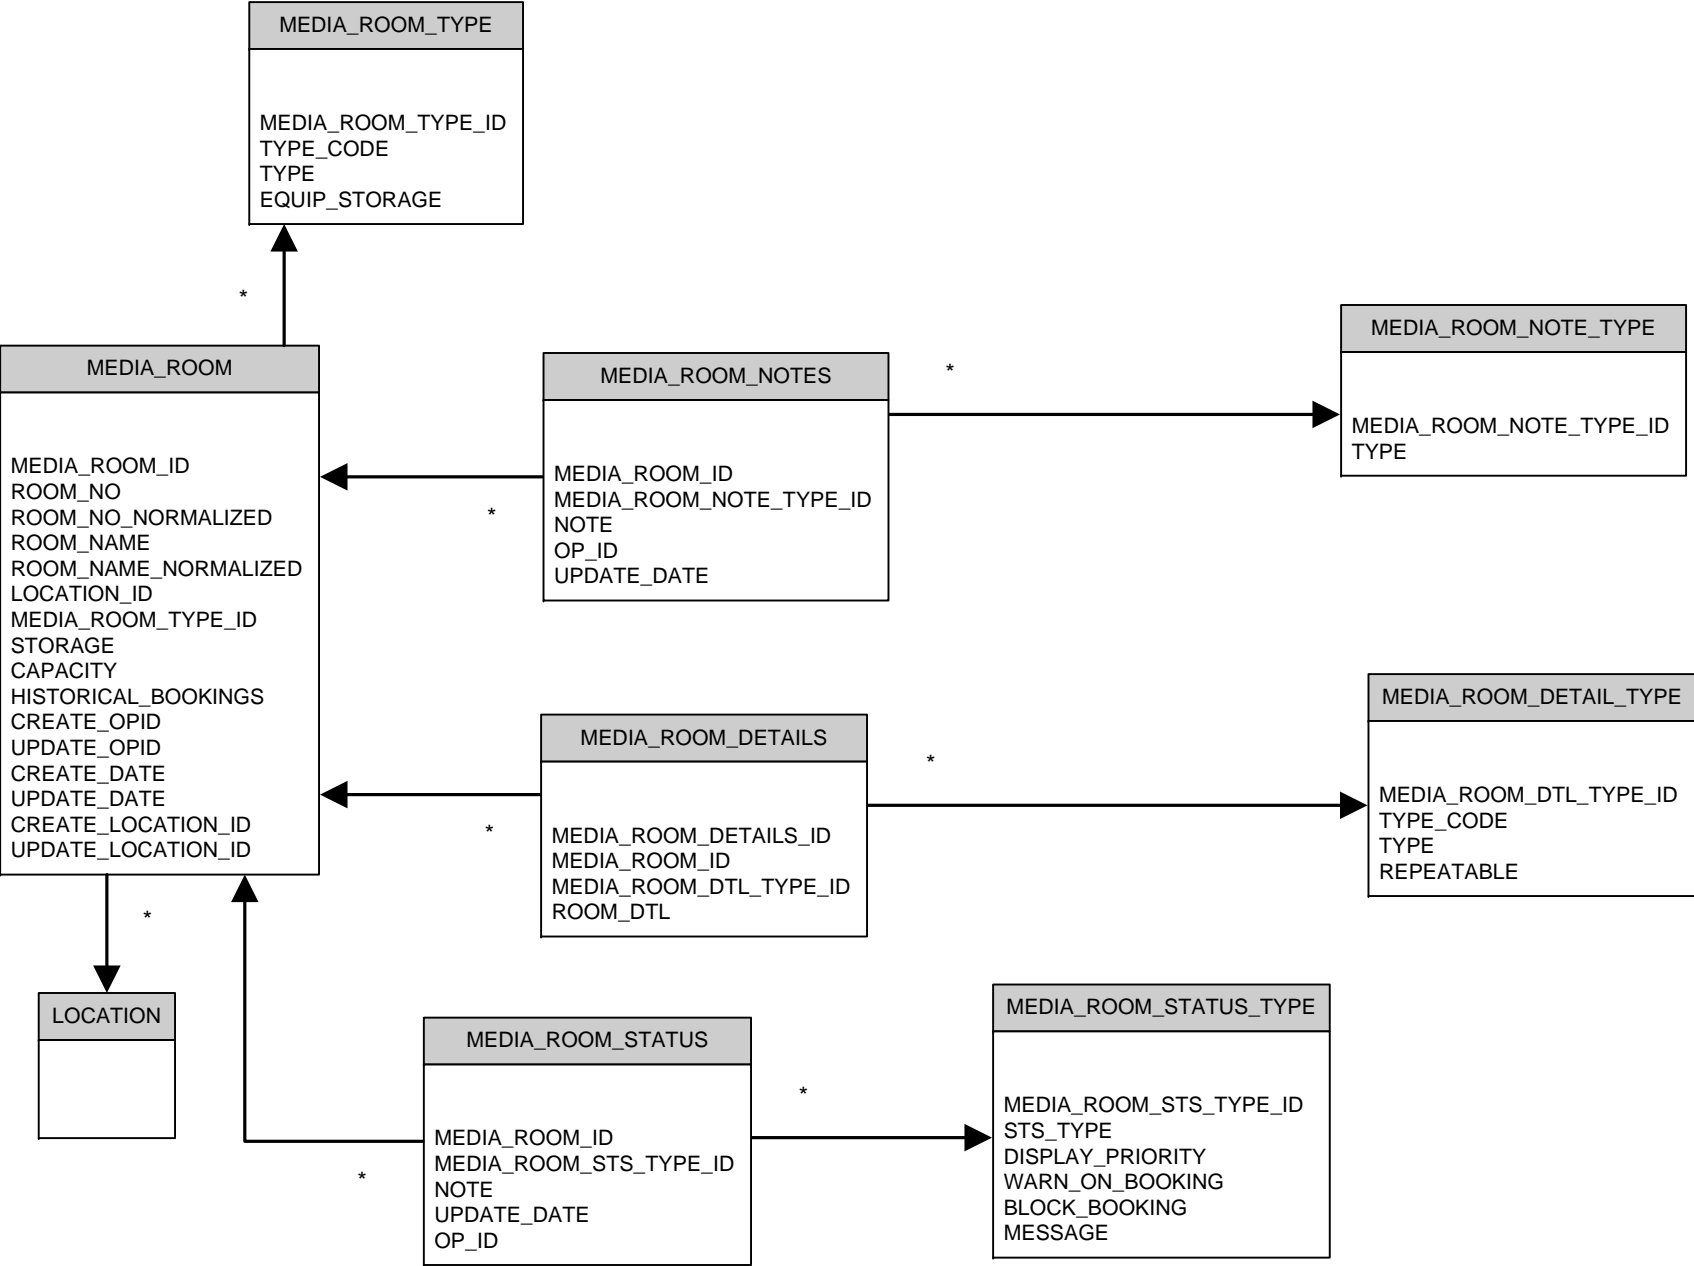 MEDIA_ROOM_TYPE
MEDIA_ROOM_TYPE_ID
TYPE_CODE
TYPE
EQUIP_STORAGE
*
MEDIA_ROOM
MEDIA_ROOM_ID
ROOM_NO
ROOM_NO_NORMALIZED
ROOM_NAME
ROOM_NAME_NORMALIZED
LOCATION_ID
MEDIA_ROOM_TYPE_ID
STORAGE
CAPACITY
HISTORICAL_BOOKINGS
CREATE_OPID
UPDATE_OPID
CREATE_DATE
UPDATE_DATE
CREATE_LOCATION_ID
UPDATE_LOCATION_ID
*
LOCATION
MEDIA_ROOM_NOTES
MEDIA_ROOM_ID
MEDIA_ROOM_NOTE_TYPE_ID
NOTE
OP_ID
UPDATE_DATE
*
*
MEDIA_ROOM_NOTE_TYPE
MEDIA_ROOM_NOTE_TYPE_ID
TYPE
MEDIA_ROOM_DETAILS
MEDIA_ROOM_DETAILS_ID
MEDIA_ROOM_ID
MEDIA_ROOM_DTL_TYPE_ID
ROOM_DTL
*
*
MEDIA_ROOM_DETAIL_TYPE
MEDIA_ROOM_DTL_TYPE_ID
TYPE_CODE
TYPE
REPEATABLE
MEDIA_ROOM_STATUS
MEDIA_ROOM_ID
MEDIA_ROOM_STS_TYPE_ID
NOTE
UPDATE_DATE
OP_ID
*
*
MEDIA_ROOM_STATUS_TYPE
MEDIA_ROOM_STS_TYPE_ID
STS_TYPE
DISPLAY_PRIORITY
WARN_ON_BOOKING
BLOCK_BOOKING
MESSAGE